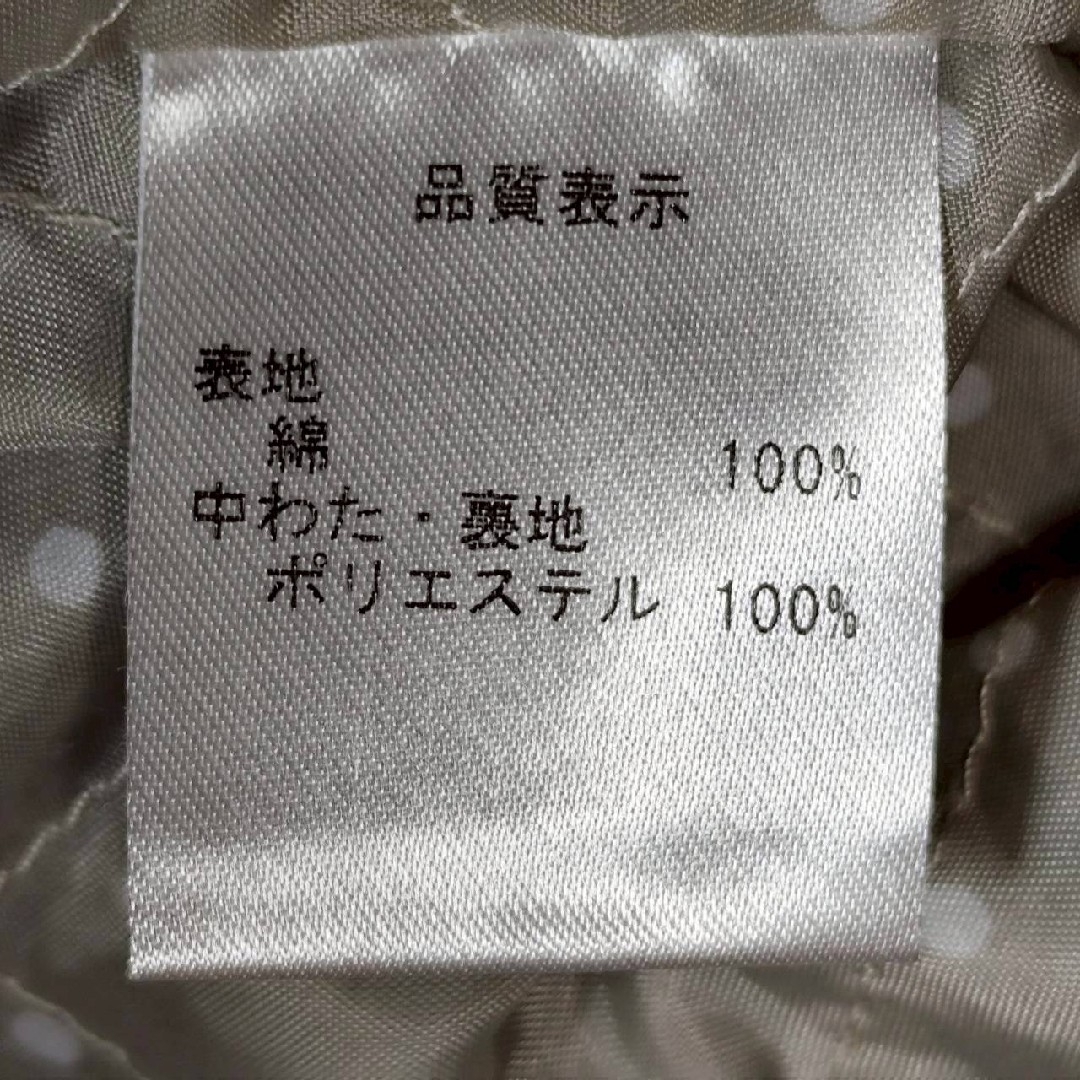 品質表示
表地
綿 100%
中わた・裏地
ポリエステル 100%